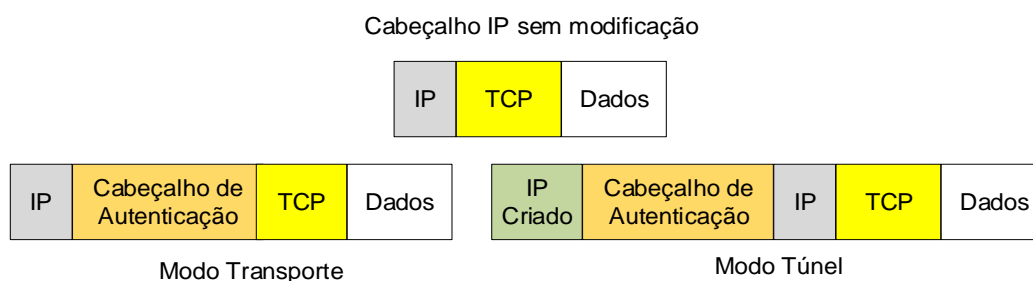 Cabeçalho IP sem modificação
IP TCP Dados
IP Cabeçalho de Autenticação TCP Dados
Modo Transporte
IP Criado Cabeçalho de Autenticação IP TCP Dados
Modo Túnel